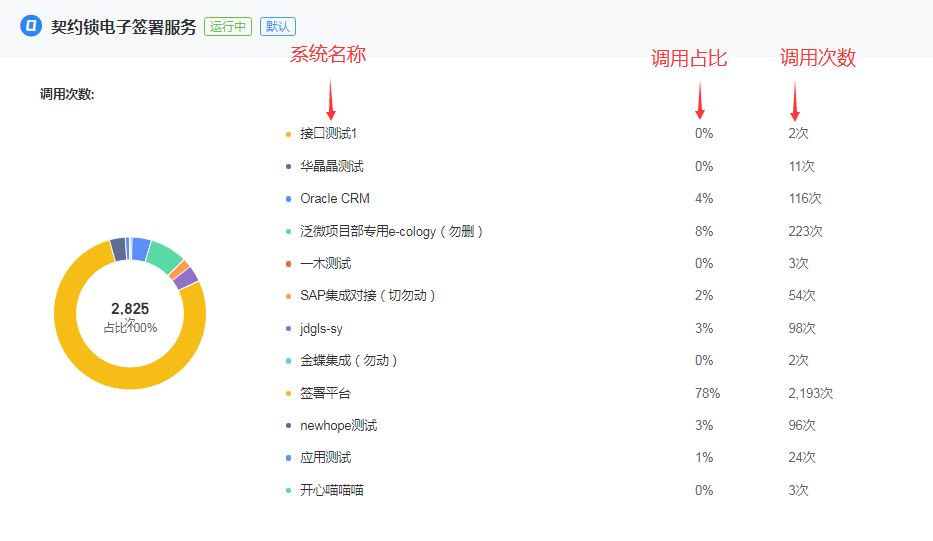 契约锁电子签署服务 运行中 默认
系统名称 调用占比 调用次数
调用次数:
接口测试1 0% 2次
华晶晶测试 0% 11次
Oracle CRM 4% 116次
泛微项目部专用e-cology（勿删） 8% 223次
一木测试 0% 3次
SAP集成对接（切勿动） 2% 54次
jdgls-sy 3% 98次
金蝶集成（勿动） 0% 2次
签署平台 78% 2,193次
newhope测试 3% 96次
应用测试 1% 24次
开心喵喵喵 0% 3次
2,825
次
占比100%